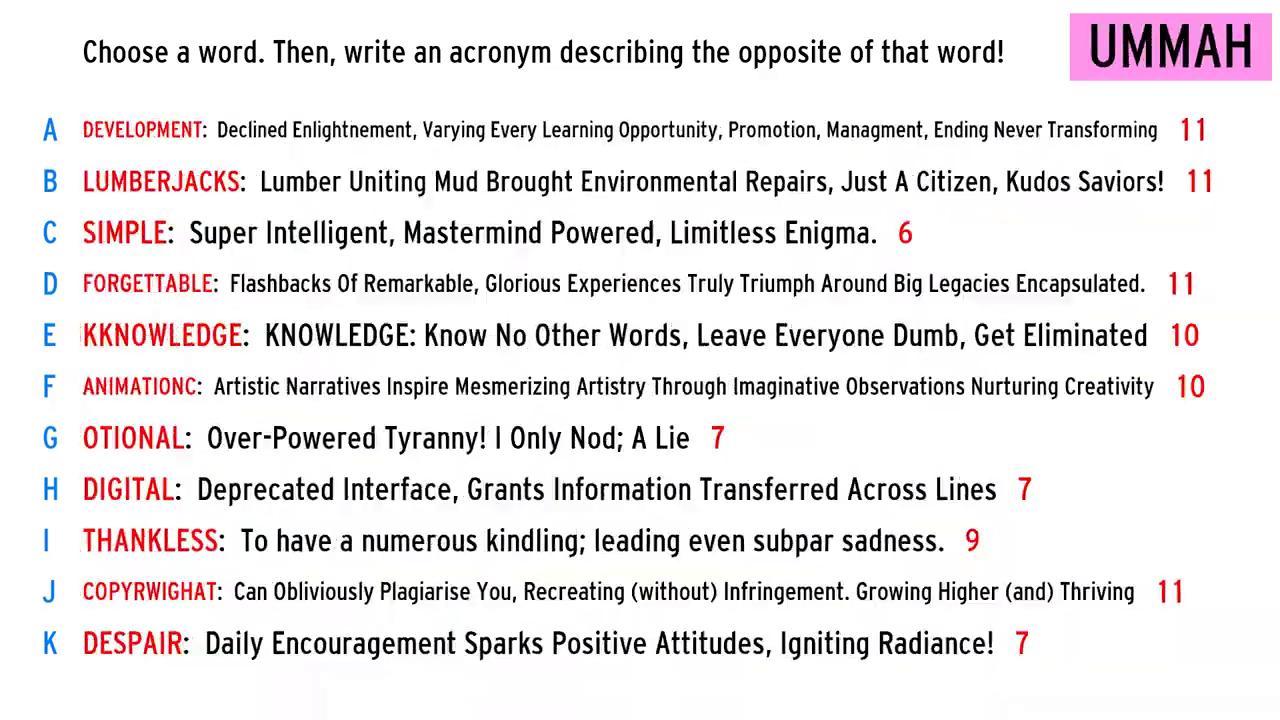 Choose a word. Then, write an acronym describing the opposite of that word!
UMMAH
A DEVELOPMENT: Declined Enlightnement, Varying Every Learning Opportunity, Promotion, Managment, Ending Never Transforming 11
B LUMBERJACKS: Lumber Uniting Mud Brought Environmental Repairs, Just A Citizen, Kudos Saviors! 11
C SIMPLE: Super Intelligent, Mastermind Powered, Limitless Enigma. 6
D FORGETTABLE: Flashbacks Of Remarkable, Glorious Experiences Truly Triumph Around Big Legacies Encapsulated. 11
E KKNOWLEDGE: KNOWLEDGE: Know No Other Words, Leave Everyone Dumb, Get Eliminated 10
F ANIMATIONC: Artistic Narratives Inspire Mesmerizing Artistry Through Imaginative Observations Nurturing Creativity 10
G OTIONAL: Over-Powered Tyranny! I Only Nod; A Lie 7
H DIGITAL: Deprecated Interface, Grants Information Transferred Across Lines 7
I THANKLESS: To have a numerous kindling; leading even subpar sadness. 9
J COPYRWIGHAT: Can Obliviously Plagiarise You, Recreating (without) Infringement. Growing Higher (and) Thriving 11
K DESPAIR: Daily Encouragement Sparks Positive Attitudes, Igniting Radiance! 7